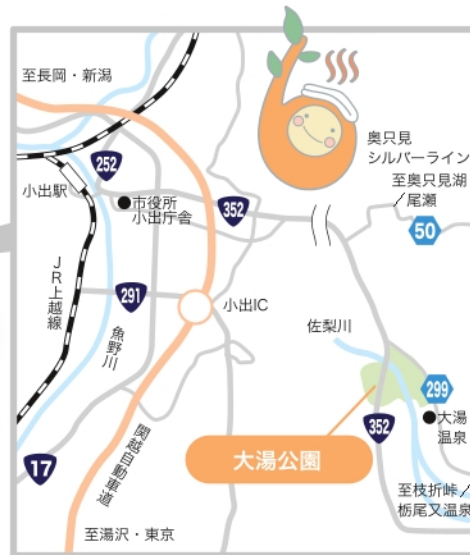 至長岡・新潟
奥只見
シルバーライン
252
小出駅
市役所
小出庁舎
352
至奥只見湖
／尾瀬
50
JR上越線
291
魚野川
小出IC
佐梨川
299
大湯
温泉
352
大湯公園
17
関越自動車道
至湯沢・東京
至枝折峠／
栃尾又温泉